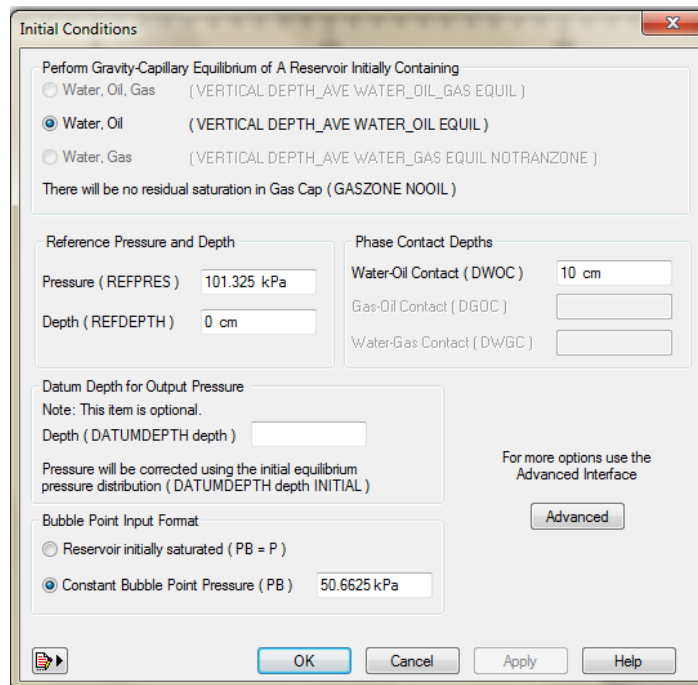 Initial Conditions
Perform Gravity-Capillary Equilibrium of A Reservoir Initially Containing
Water, Oil, Gas ( VERTICAL DEPTH_AVE WATER_OIL_GAS EQUIL )
Water, Oil ( VERTICAL DEPTH_AVE WATER_OIL EQUIL )
Water, Gas ( VERTICAL DEPTH_AVE WATER_GAS EQUIL NOTRANZONE )
There will be no residual saturation in Gas Cap ( GASZONE NOOIL )
Reference Pressure and Depth
Pressure ( REFPRES ) 101.325 kPa
Depth ( REFDEPTH ) 0 cm
Phase Contact Depths
Water-Oil Contact ( DWOC ) 10 cm
Gas-Oil Contact ( DGOC )
Water-Gas Contact ( DWGC )
Datum Depth for Output Pressure
Note: This item is optional.
Depth ( DATUMDEPTH depth )
Pressure will be corrected using the initial equilibrium
pressure distribution ( DATUMDEPTH depth INITIAL )
For more options use the
Advanced Interface
Advanced
Bubble Point Input Format
Reservoir initially saturated ( PB = P )
Constant Bubble Point Pressure ( PB ) 50.6625 kPa
OK Cancel Apply Help